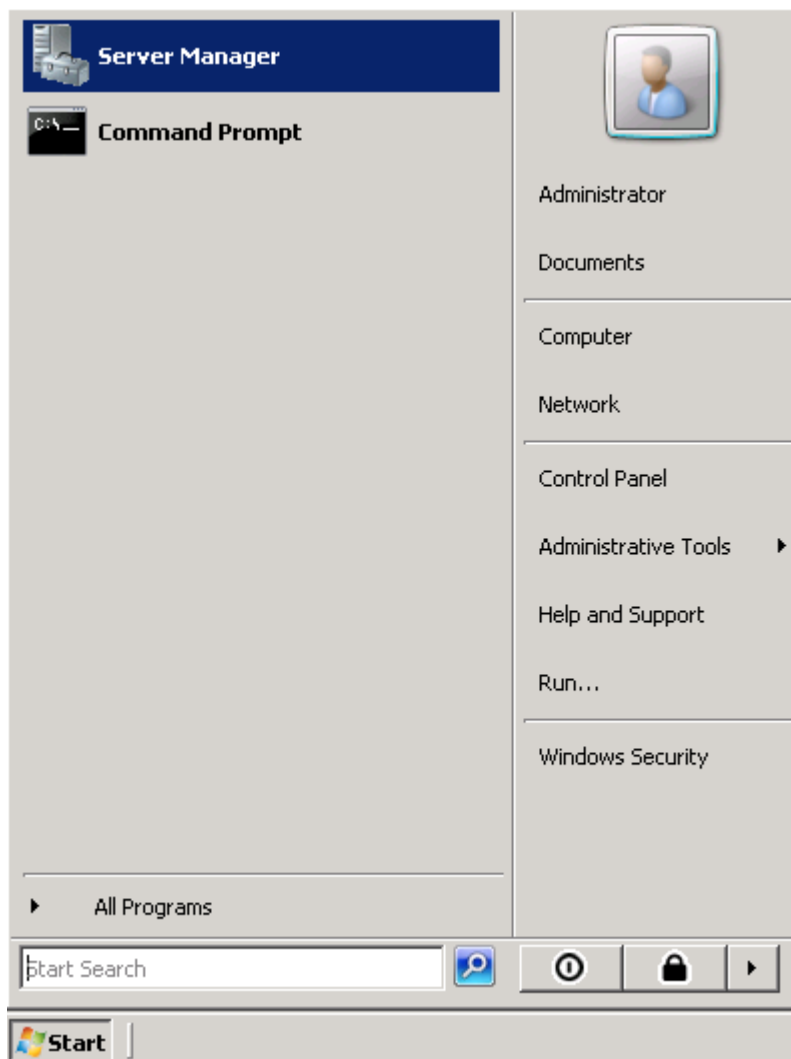 Server Manager
C:\_
Command Prompt
Administrator
Documents
Computer
Network
Control Panel
Administrative Tools
Help and Support
Run...
Windows Security
All Programs
Start Search
Start